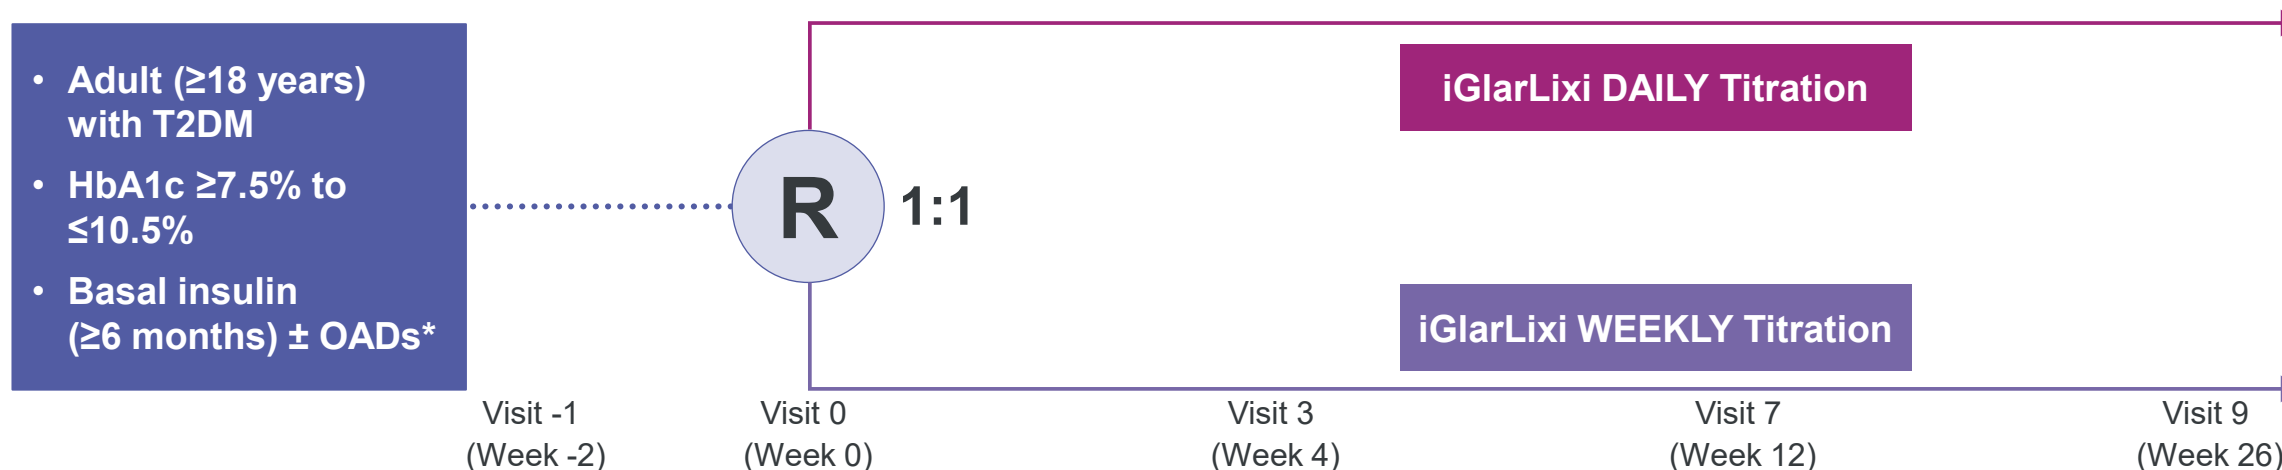 • Adult (≥18 years)
with T2DM
• HbA1c ≥7.5% to
≤10.5%
• Basal insulin
(≥6 months) ± OADs*
R
1:1
iGlarLixi DAILY Titration
iGlarLixi WEEKLY Titration
Visit -1
(Week -2)
Visit 0
(Week 0)
Visit 3
(Week 4)
Visit 7
(Week 12)
Visit 9
(Week 26)